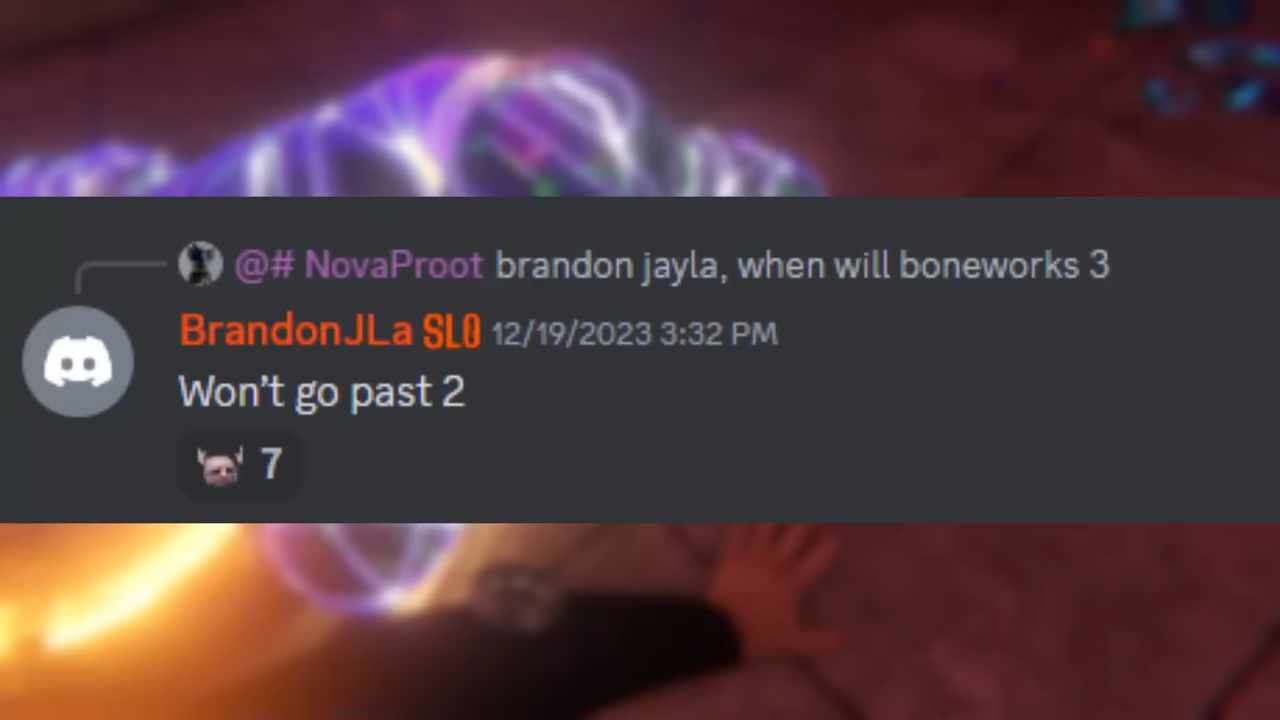 @# NovaProot brandon jayla, when will boneworks 3
BrandonJLa SL0 12/19/2023 3:32 PM
Won't go past 2
7